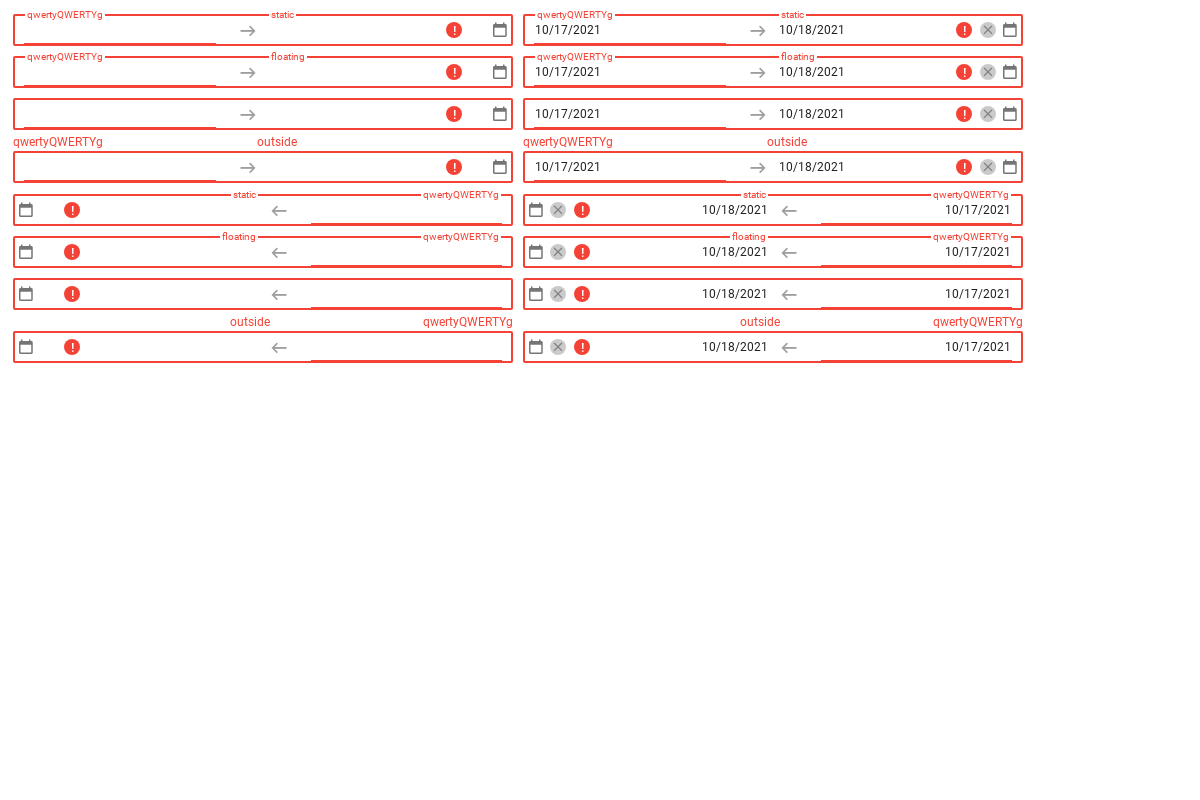 qwertyQWERTYg static qwertyQWERTYg static
10/17/2021 10/18/2021
qwertyQWERTYg floating qwertyQWERTYg floating
10/17/2021 10/18/2021
10/17/2021 10/18/2021
qwertyQWERTYg outside qwertyQWERTYg outside
10/17/2021 10/18/2021
static qwertyQWERTYg static qwertyQWERTYg
10/18/2021 10/17/2021
floating qwertyQWERTYg floating qwertyQWERTYg
10/18/2021 10/17/2021
10/18/2021 10/17/2021
outside qwertyQWERTYg outside qwertyQWERTYg
10/18/2021 10/17/2021